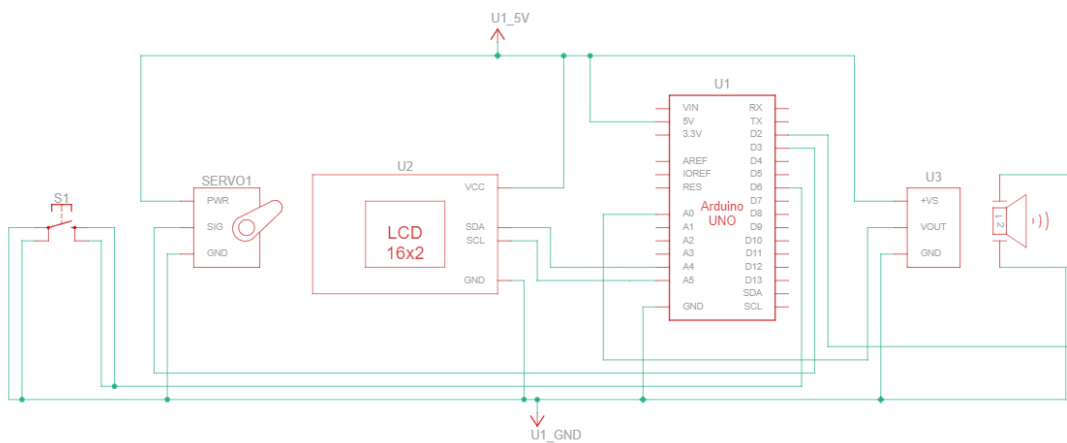 U1_5V
S1
SERVO1
PWR
SIG
GND
U2
LCD
16x2
VCC
SDA
SCL
GND
U1
Arduino
UNO
VIN
5V
3.3V
AREF
IOREF
RES
A0
A1
A2
A3
A4
A5
GND
RX
TX
D2
D3
D4
D5
D6
D7
D8
D9
D10
D11
D12
D13
SDA
SCL
U3
+VS
VOUT
GND
1 2
U1_GND